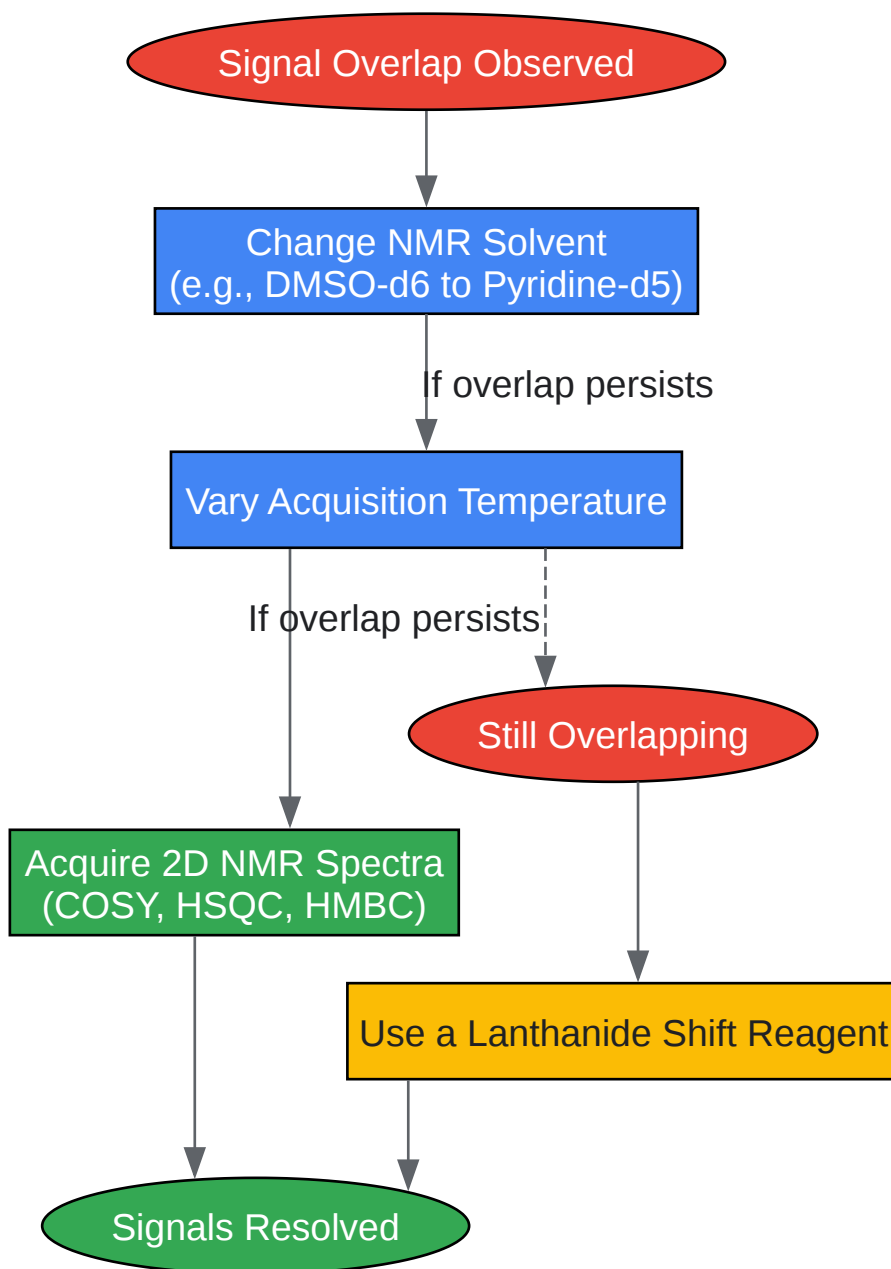 Signal Overlap Observed
Change NMR Solvent
(e.g., DMSO-d6 to Pyridine-d5)
If overlap persists
Vary Acquisition Temperature
If overlap persists
Still Overlapping
Acquire 2D NMR Spectra
(COSY, HSQC, HMBC)
Use a Lanthanide Shift Reagent
Signals Resolved